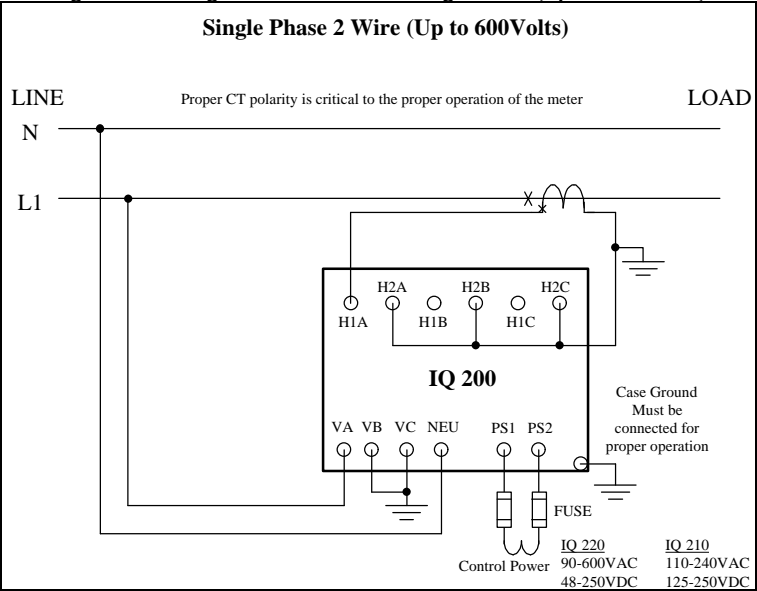 Single Phase 2 Wire (Up to 600Volts)
LINE
Proper CT polarity is critical to the proper operation of the meter
LOAD
N
L1
H2A H2B H2C
H1A H1B H1C
IQ 200
Case Ground
Must be
connected for
proper operation
VA VB VC NEU PS1 PS2
FUSE
Control Power
IQ 220 IQ 210
90-600VAC 110-240VAC
48-250VDC 125-250VDC